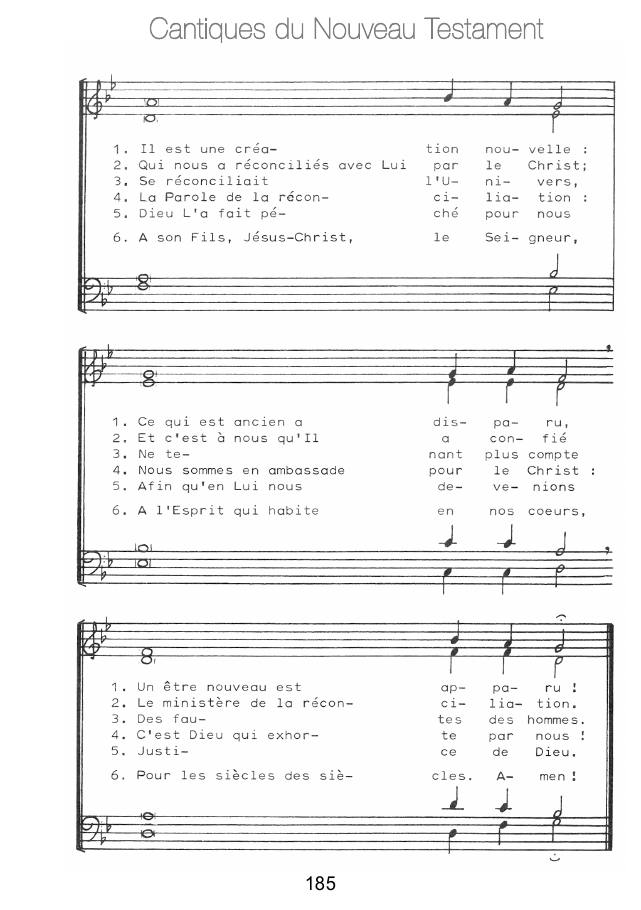 Cantiques du Nouveau Testament
1. Il est une créa- tion nou- velle :
2. Qui nous a réconciliés avec Lui par le Christ;
3. Se réconciliait l'U- ni- vers,
4. La Parole de la récon- ci- lia- tion :
5. Dieu L'a fait pé- ché pour nous
6. A son Fils, Jésus-Christ, le Sei- gneur,
1. Ce qui est ancien a dis- pa- ru,
2. Et c'est à nous qu'Il a con- fié
3. Ne te- nant plus compte
4. Nous sommes en ambassade pour le Christ :
5. Afin qu'en Lui nous de- ve- nions
6. A l'Esprit qui habite en nos coeurs,
1. Un être nouveau est ap- pa- ru !
2. Le ministère de la récon- ci- lia- tion.
3. Des fau- tes des hommes.
4. C'est Dieu qui exhor- te par nous !
5. Justi- ce de Dieu.
6. Pour les siècles des siè- cles. A- men !
185